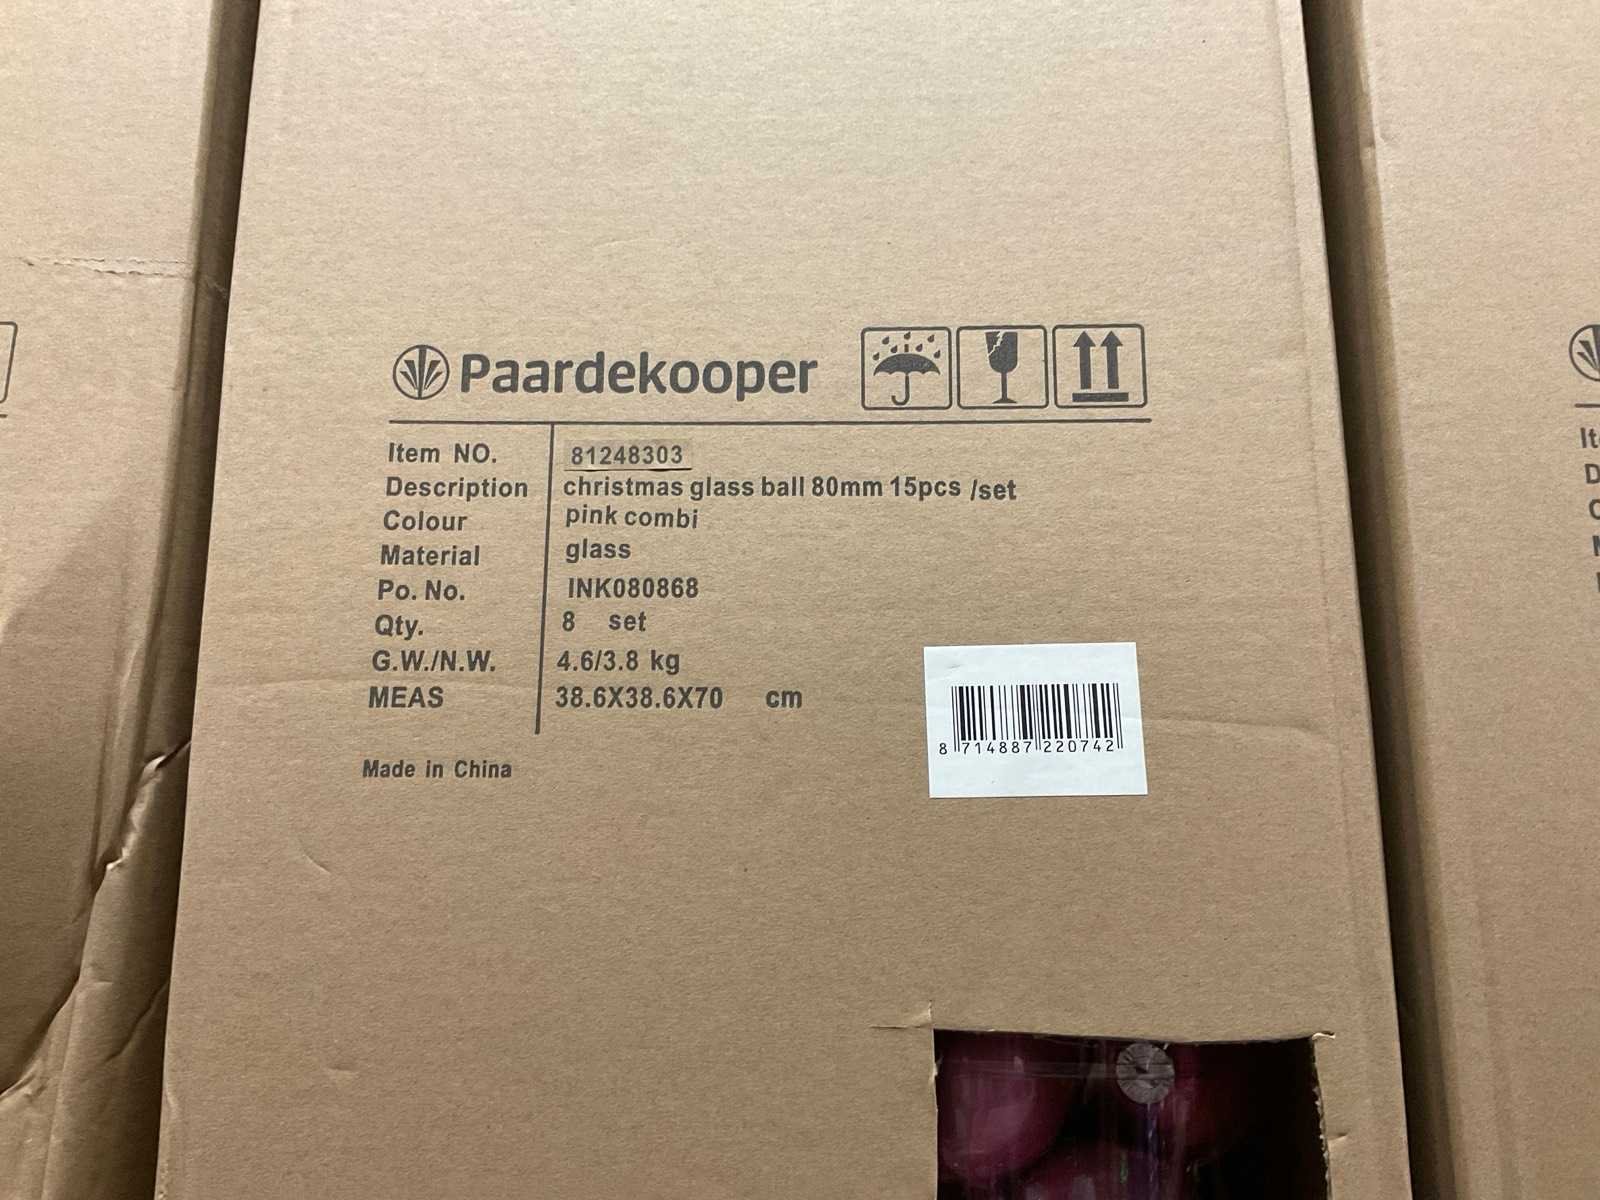 Paardekooper
Item NO. 81248303
Description christmas glass ball 80mm 15pcs /set
Colour pink combi
Material glass
Po. No. INK080868
Qty. 8 set
G.W./N.W. 4.6/3.8 kg
MEAS 38.6X38.6X70 cm
Made in China
8 714887 220742